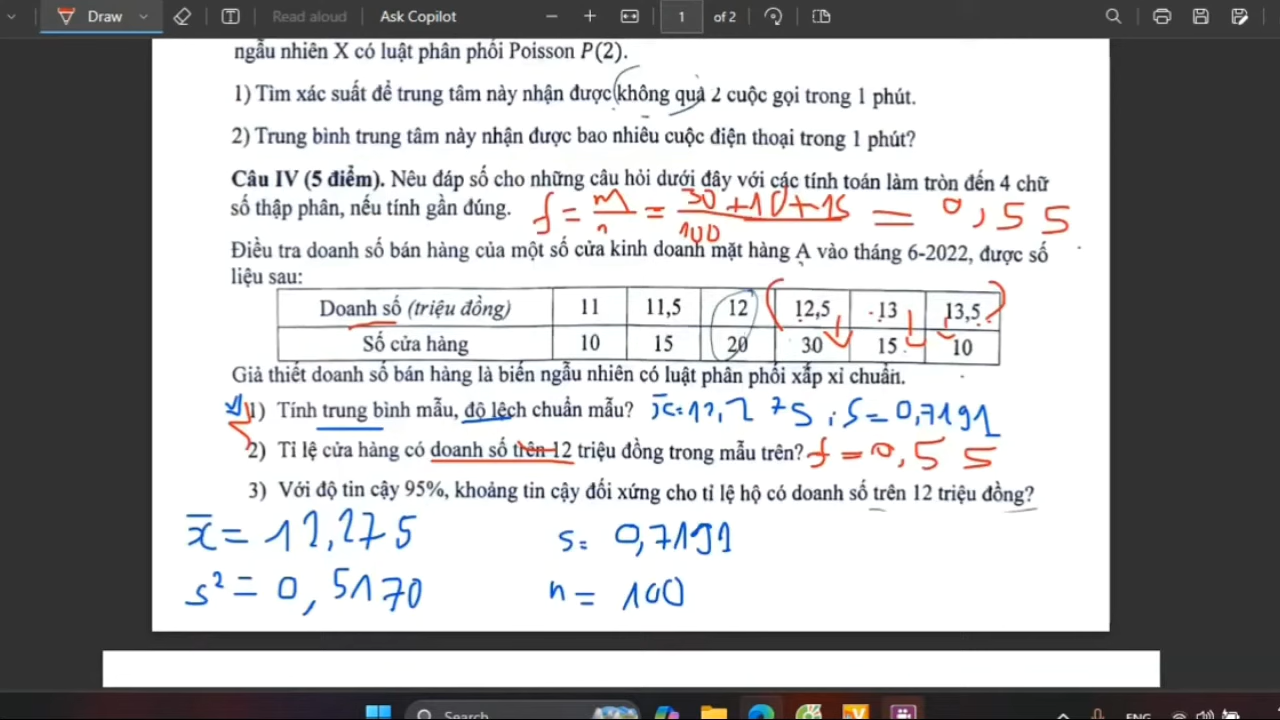 Draw
Read aloud
Ask Copilot
1 of 2
ngẫu nhiên X có luật phân phối Poisson P(2).
1) Tìm xác suất để trung tâm này nhận được không quá 2 cuộc gọi trong 1 phút.
2) Trung bình trung tâm này nhận được bao nhiêu cuộc điện thoại trong 1 phút?
Câu IV (5 điểm). Nêu đáp số cho những câu hỏi dưới đây với các tính toán làm tròn đến 4 chữ
số thập phân, nếu tính gần đúng.
f = m/n = 30+10+15/100 = 0,55
Điều tra doanh số bán hàng của một số cửa kinh doanh mặt hàng A vào tháng 6-2022, được số
liệu sau:
Doanh số (triệu đồng) 11 11,5 12 12,5 13 13,5
Số cửa hàng 10 15 20 30 15 10
Giả thiết doanh số bán hàng là biến ngẫu nhiên có luật phân phối xấp xỉ chuẩn.
1) Tính trung bình mẫu, độ lệch chuẩn mẫu? x̄=12,275 ; s=0,7191
2) Tỉ lệ cửa hàng có doanh số trên 12 triệu đồng trong mẫu trên? f = 0,55
3) Với độ tin cậy 95%, khoảng tin cậy đối xứng cho tỉ lệ hộ có doanh số trên 12 triệu đồng?
x̄ = 12,275 s = 0,7191
s² = 0,5170 n = 100
Search
ENG